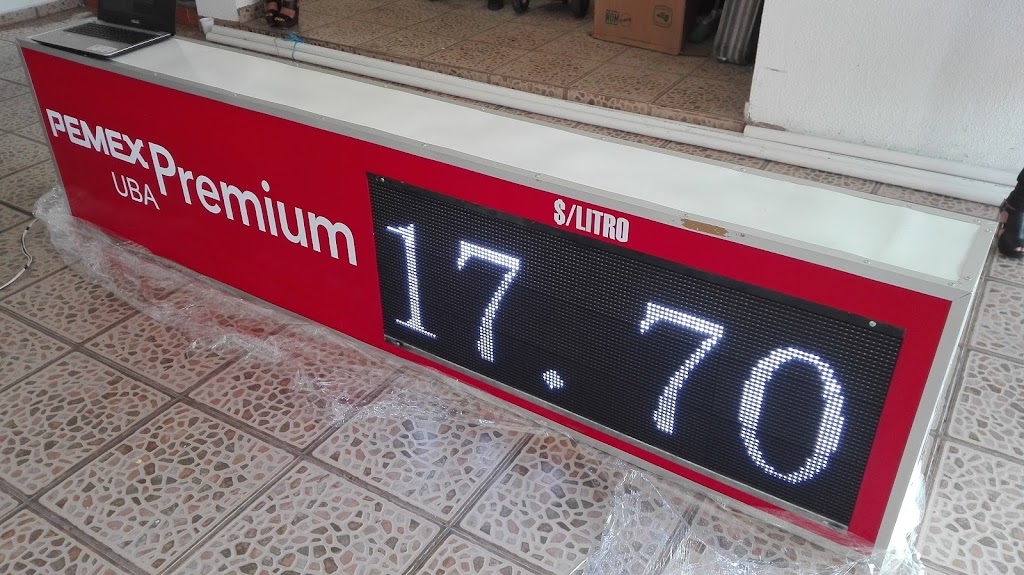 PEMEX Premium
UBA
$/LITRO
17.70